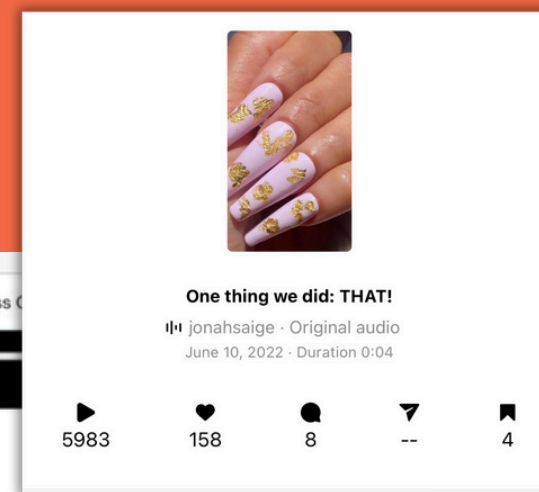 One thing we did: THAT!
jonahsaige · Original audio
June 10, 2022 · Duration 0:04
5983 158 8 -- 4